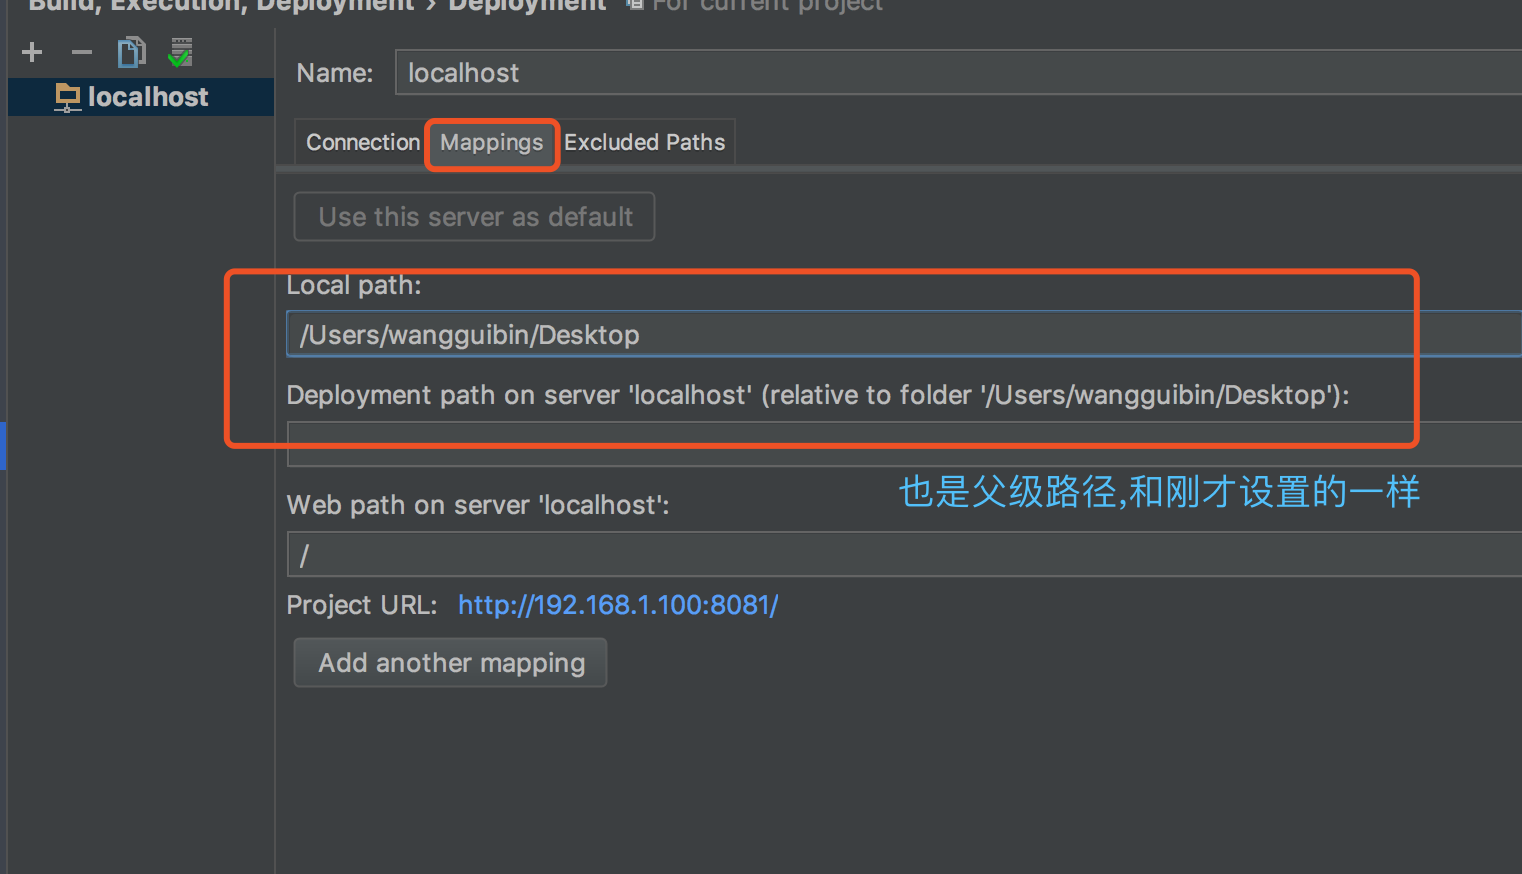 Build, Execution, Deployment › Deployment For current project
localhost
Name: localhost
Connection Mappings Excluded Paths
Use this server as default
Local path:
/Users/wangguibin/Desktop
Deployment path on server 'localhost' (relative to folder '/Users/wangguibin/Desktop'):
也是父级路径,和刚才设置的一样
Web path on server 'localhost':
/
Project URL: http://192.168.1.100:8081/
Add another mapping